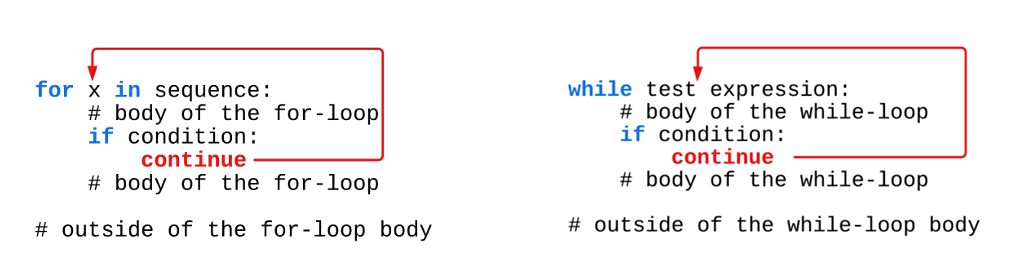 for x in sequence:
    # body of the for-loop
    if condition:
        continue
    # body of the for-loop

# outside of the for-loop body

while test expression:
    # body of the while-loop
    if condition:
        continue
    # body of the while-loop

# outside of the while-loop body